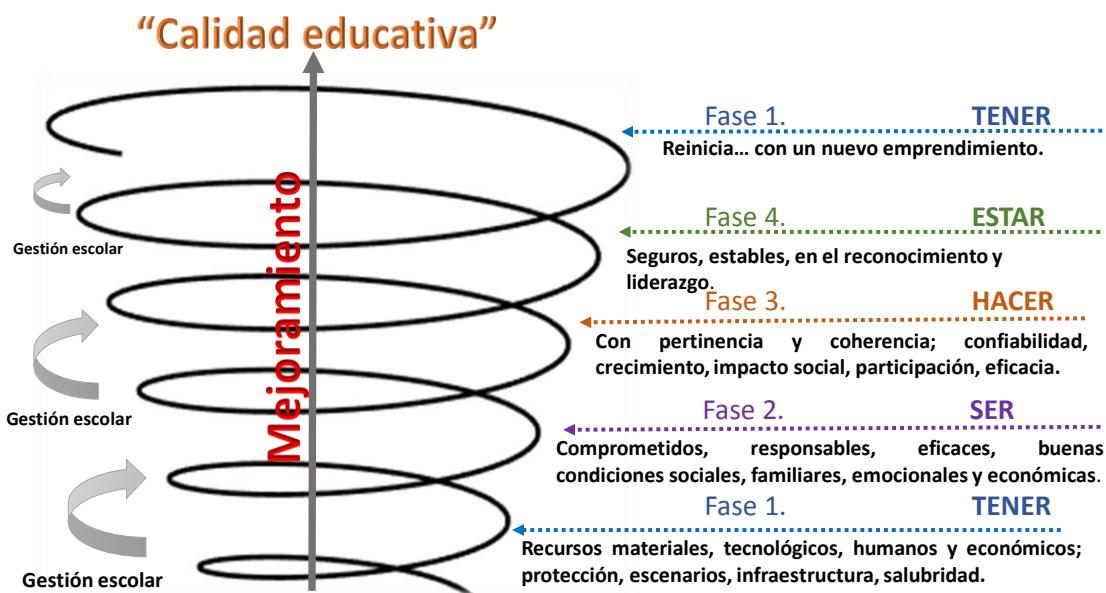 “Calidad educativa”
Fase 1. TENER
Reinicia... con un nuevo emprendimiento.
Gestión escolar
Fase 4. ESTAR
Seguros, estables, en el reconocimiento y
liderazgo.
Mejoramiento
Fase 3. HACER
Con pertinencia y coherencia; confiabilidad,
crecimiento, impacto social, participación, eficacia.
Gestión escolar
Fase 2. SER
Comprometidos, responsables, eficaces, buenas
condiciones sociales, familiares, emocionales y económicas.
Fase 1. TENER
Recursos materiales, tecnológicos, humanos y económicos;
protección, escenarios, infraestructura, salubridad.
Gestión escolar